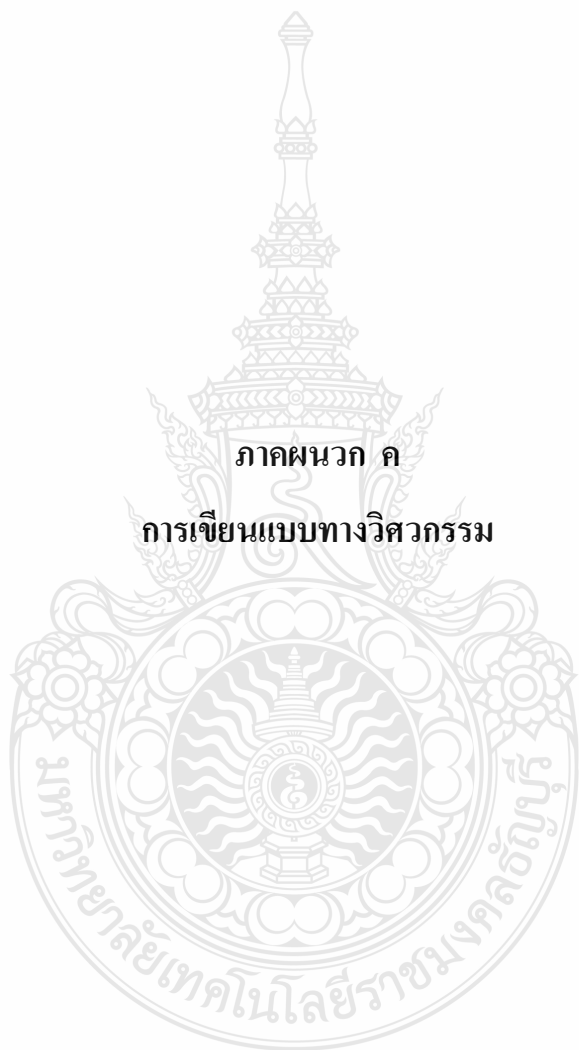 ภาคผนวก ค
การเขียนแบบทางวิศวกรรม
มหาวิทยาลัยเทคโนโลยีราชมงคลธัญบุรี